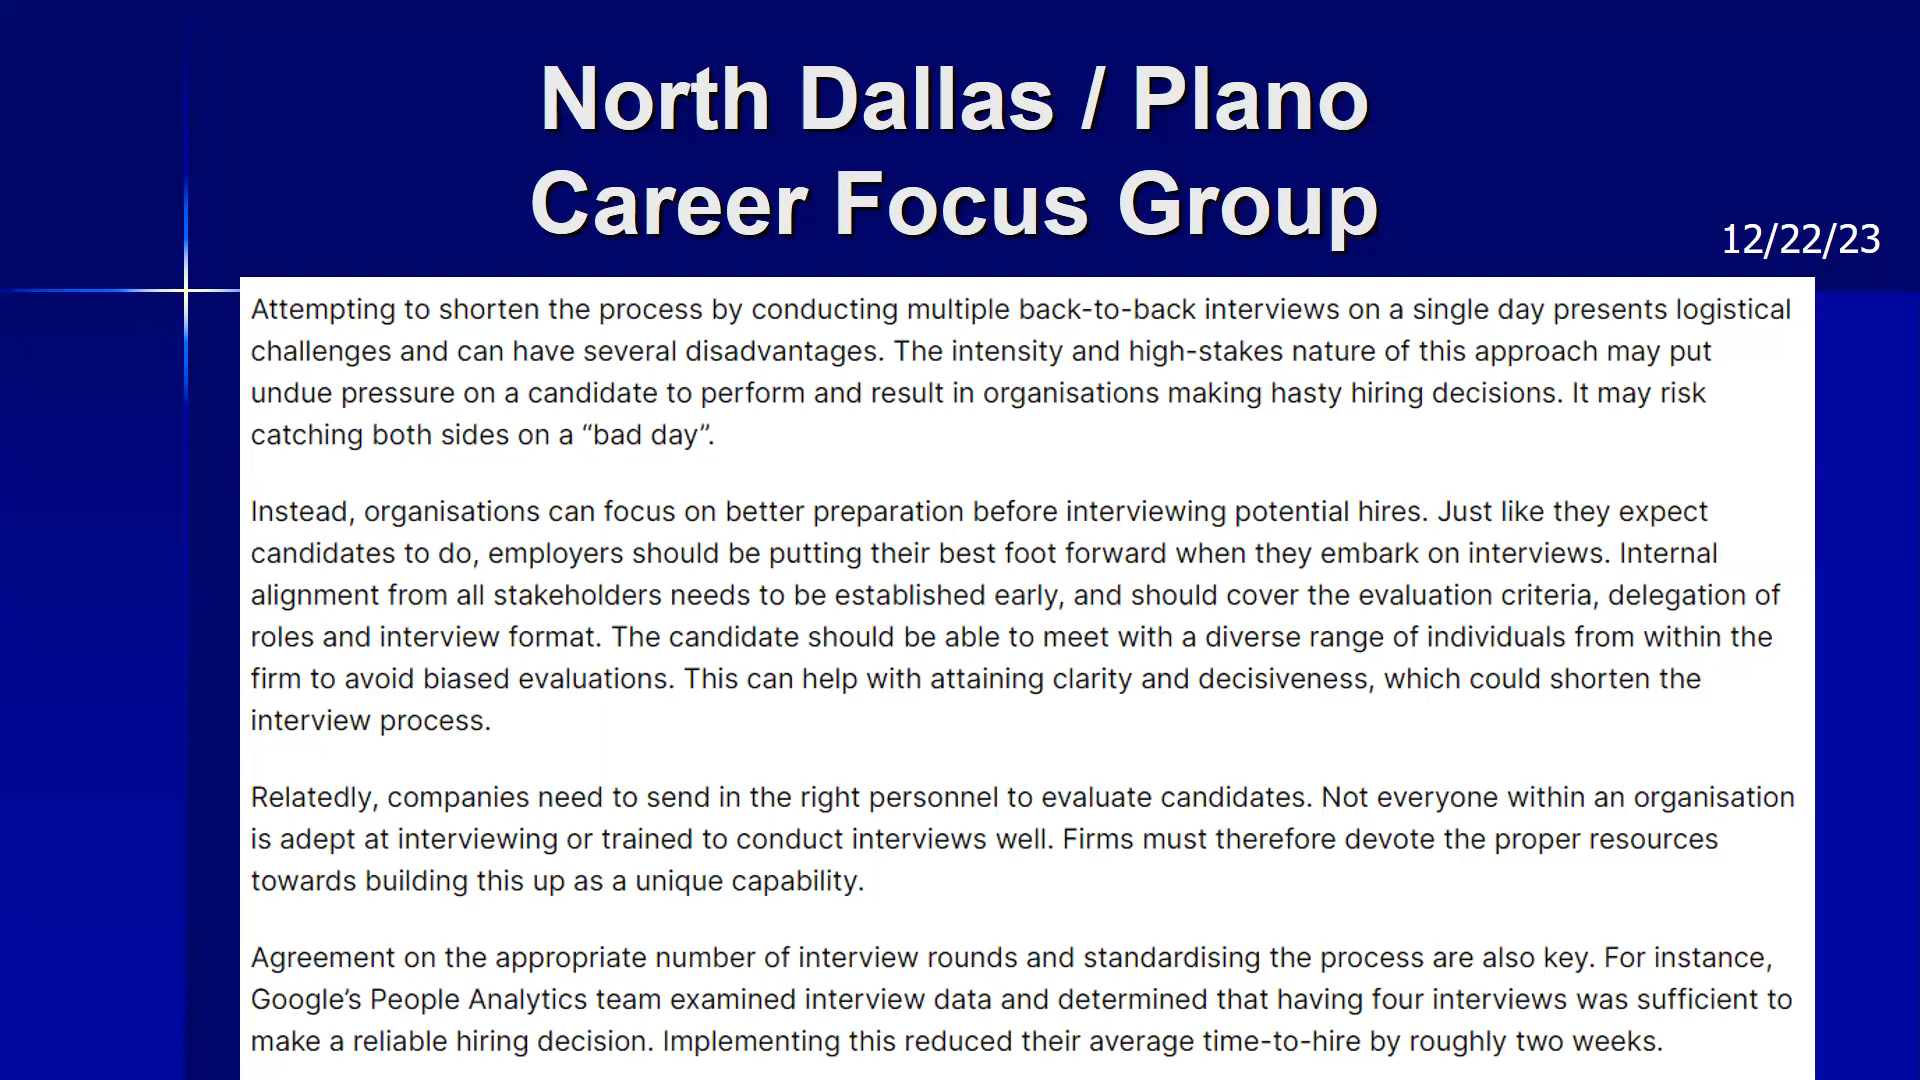 North Dallas / Plano
Career Focus Group
12/22/23
Attempting to shorten the process by conducting multiple back-to-back interviews on a single day presents logistical
challenges and can have several disadvantages. The intensity and high-stakes nature of this approach may put
undue pressure on a candidate to perform and result in organisations making hasty hiring decisions. It may risk
catching both sides on a “bad day”.
Instead, organisations can focus on better preparation before interviewing potential hires. Just like they expect
candidates to do, employers should be putting their best foot forward when they embark on interviews. Internal
alignment from all stakeholders needs to be established early, and should cover the evaluation criteria, delegation of
roles and interview format. The candidate should be able to meet with a diverse range of individuals from within the
firm to avoid biased evaluations. This can help with attaining clarity and decisiveness, which could shorten the
interview process.
Relatedly, companies need to send in the right personnel to evaluate candidates. Not everyone within an organisation
is adept at interviewing or trained to conduct interviews well. Firms must therefore devote the proper resources
towards building this up as a unique capability.
Agreement on the appropriate number of interview rounds and standardising the process are also key. For instance,
Google’s People Analytics team examined interview data and determined that having four interviews was sufficient to
make a reliable hiring decision. Implementing this reduced their average time-to-hire by roughly two weeks.